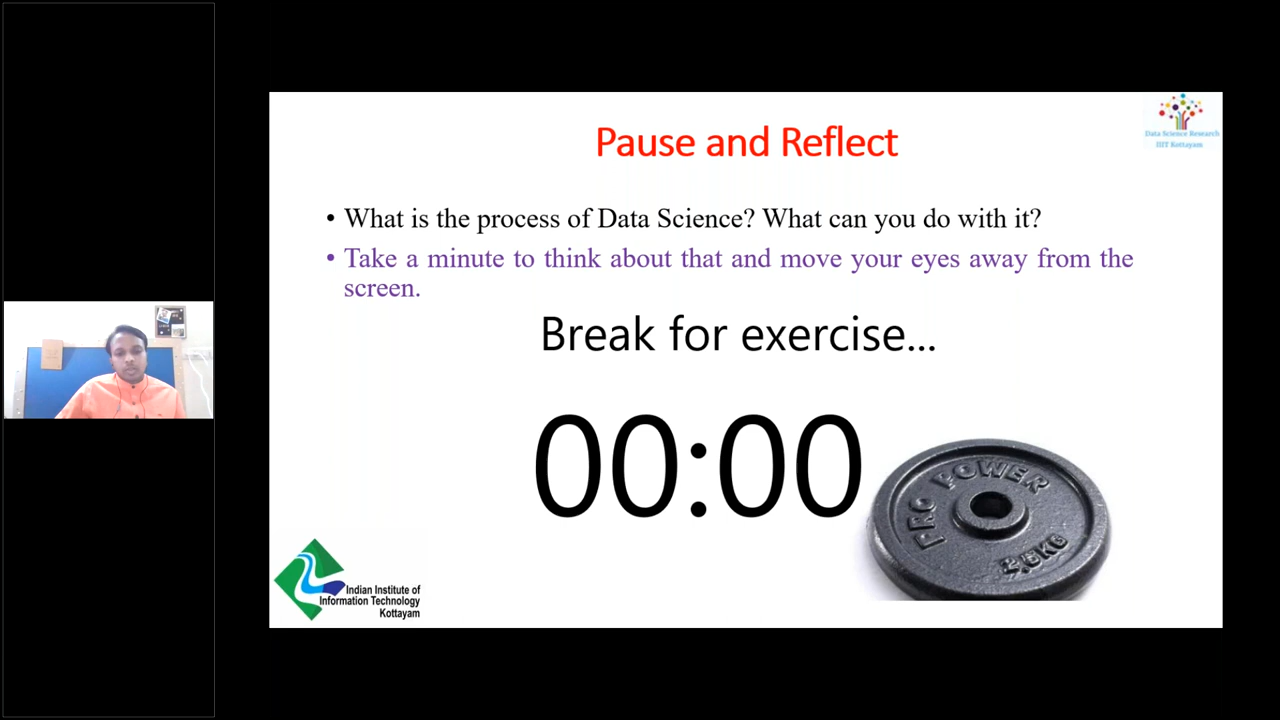 Pause and Reflect
Data Science Research
IIIT Kottayam
• What is the process of Data Science? What can you do with it?
• Take a minute to think about that and move your eyes away from the
screen.
Break for exercise...
00:00
PRO POWER
2,5KG
Indian Institute of
Information Technology
Kottayam